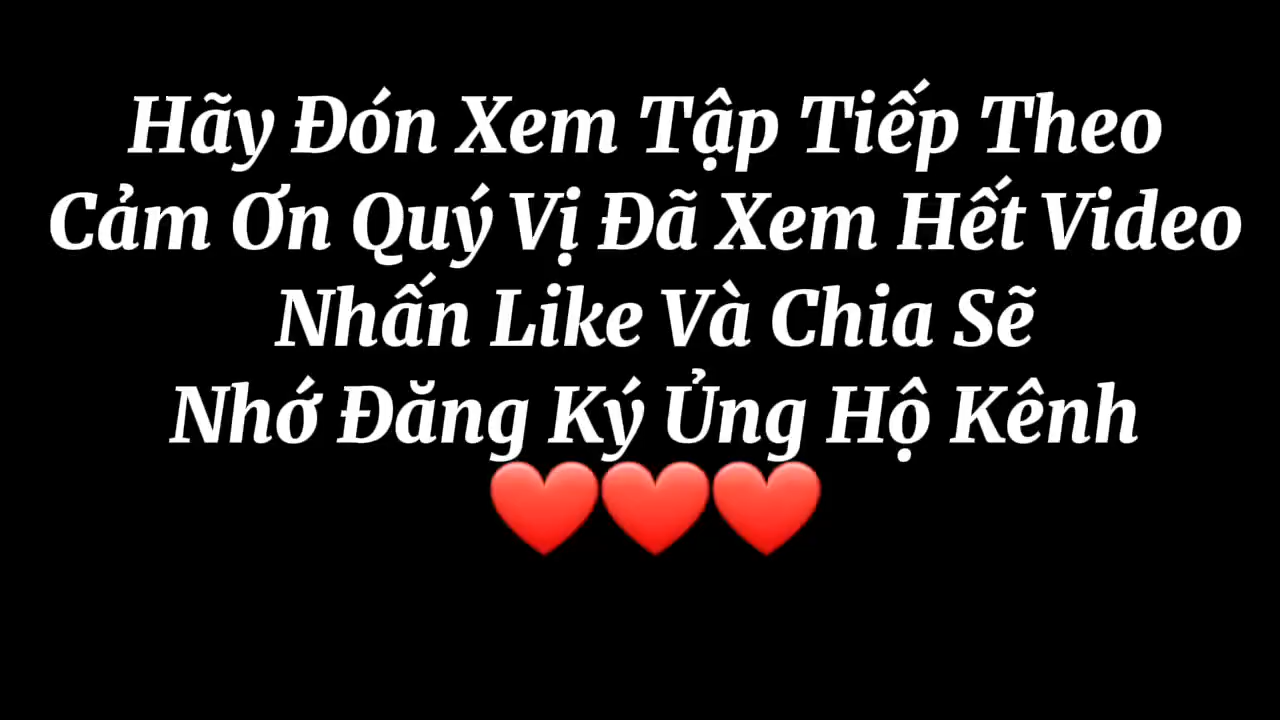 Hãy Đón Xem Tập Tiếp Theo
Cảm Ơn Quý Vị Đã Xem Hết Video
Nhấn Like Và Chia Sẽ
Nhớ Đăng Ký Ủng Hộ Kênh
❤❤❤